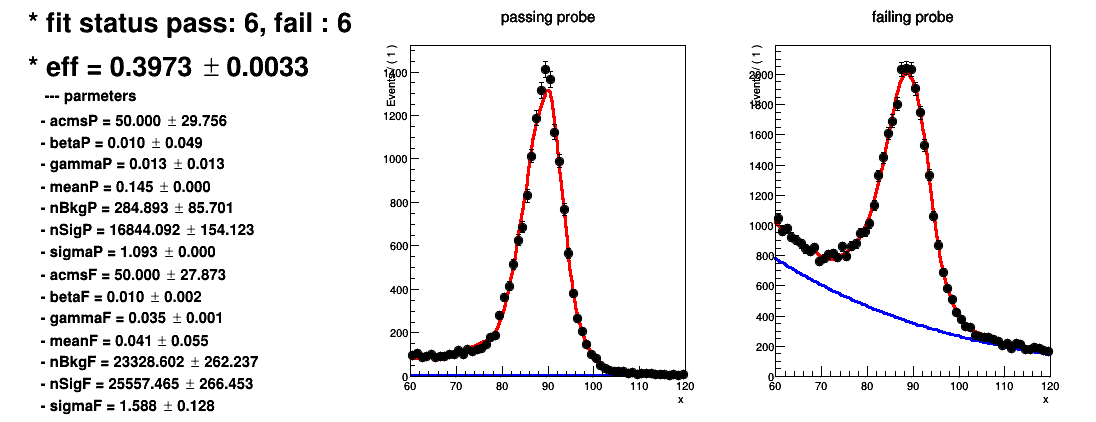 * fit status pass: 6, fail : 6
* eff = 0.3973 ± 0.0033
--- parmeters
- acmsP = 50.000 ± 29.756
- betaP = 0.010 ± 0.049
- gammaP = 0.013 ± 0.013
- meanP = 0.145 ± 0.000
- nBkgP = 284.893 ± 85.701
- nSigP = 16844.092 ± 154.123
- sigmaP = 1.093 ± 0.000
- acmsF = 50.000 ± 27.873
- betaF = 0.010 ± 0.002
- gammaF = 0.035 ± 0.001
- meanF = 0.041 ± 0.055
- nBkgF = 23328.602 ± 262.237
- nSigF = 25557.465 ± 266.453
- sigmaF = 1.588 ± 0.128
passing probe
Events / ( 1 )
1400
1200
1000
800
600
400
200
0
60 70 80 90 100 110 120
x
failing probe
Events / ( 1 )
2000
1800
1600
1400
1200
1000
800
600
400
200
0
60 70 80 90 100 110 120
x